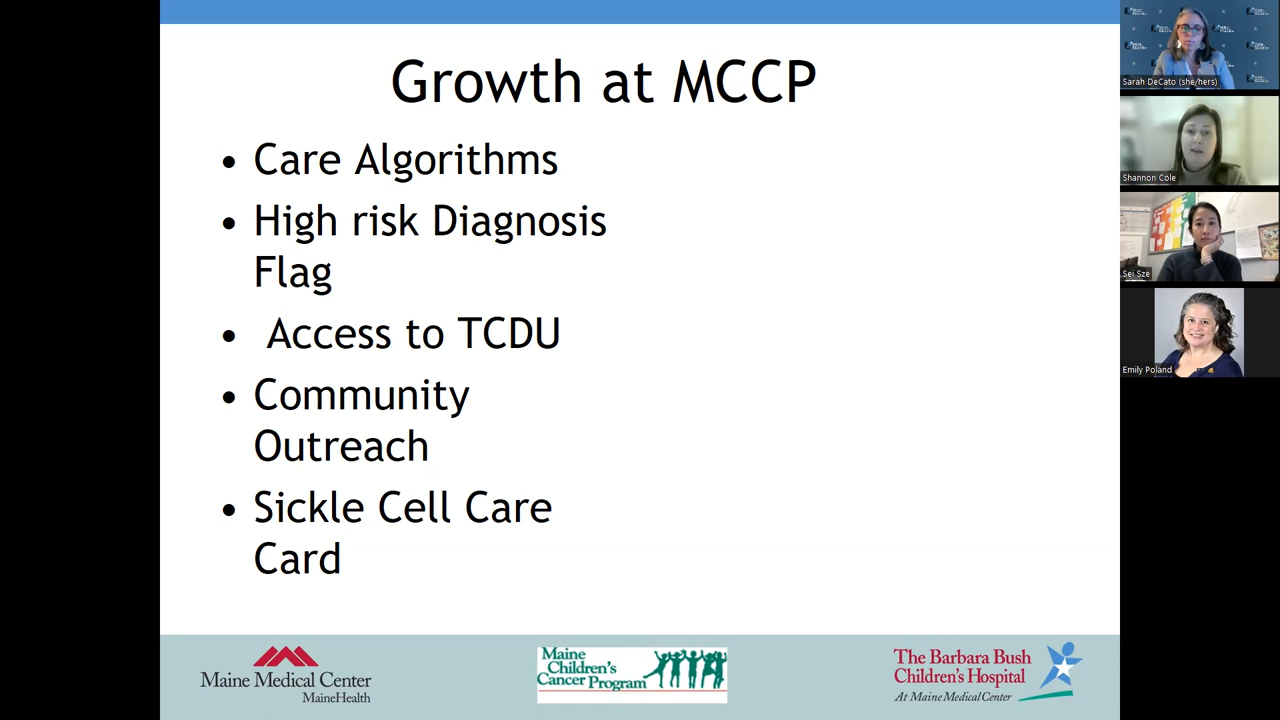 Growth at MCCP
• Care Algorithms
• High risk Diagnosis
Flag
• Access to TCDU
• Community
Outreach
• Sickle Cell Care
Card
Maine Medical Center
MaineHealth
Maine
Children's
Cancer Program
The Barbara Bush
Children's Hospital
At Maine Medical Center
Sarah DeCato (she/hers)
Shannon Cole
Sei Sze
Emily Poland